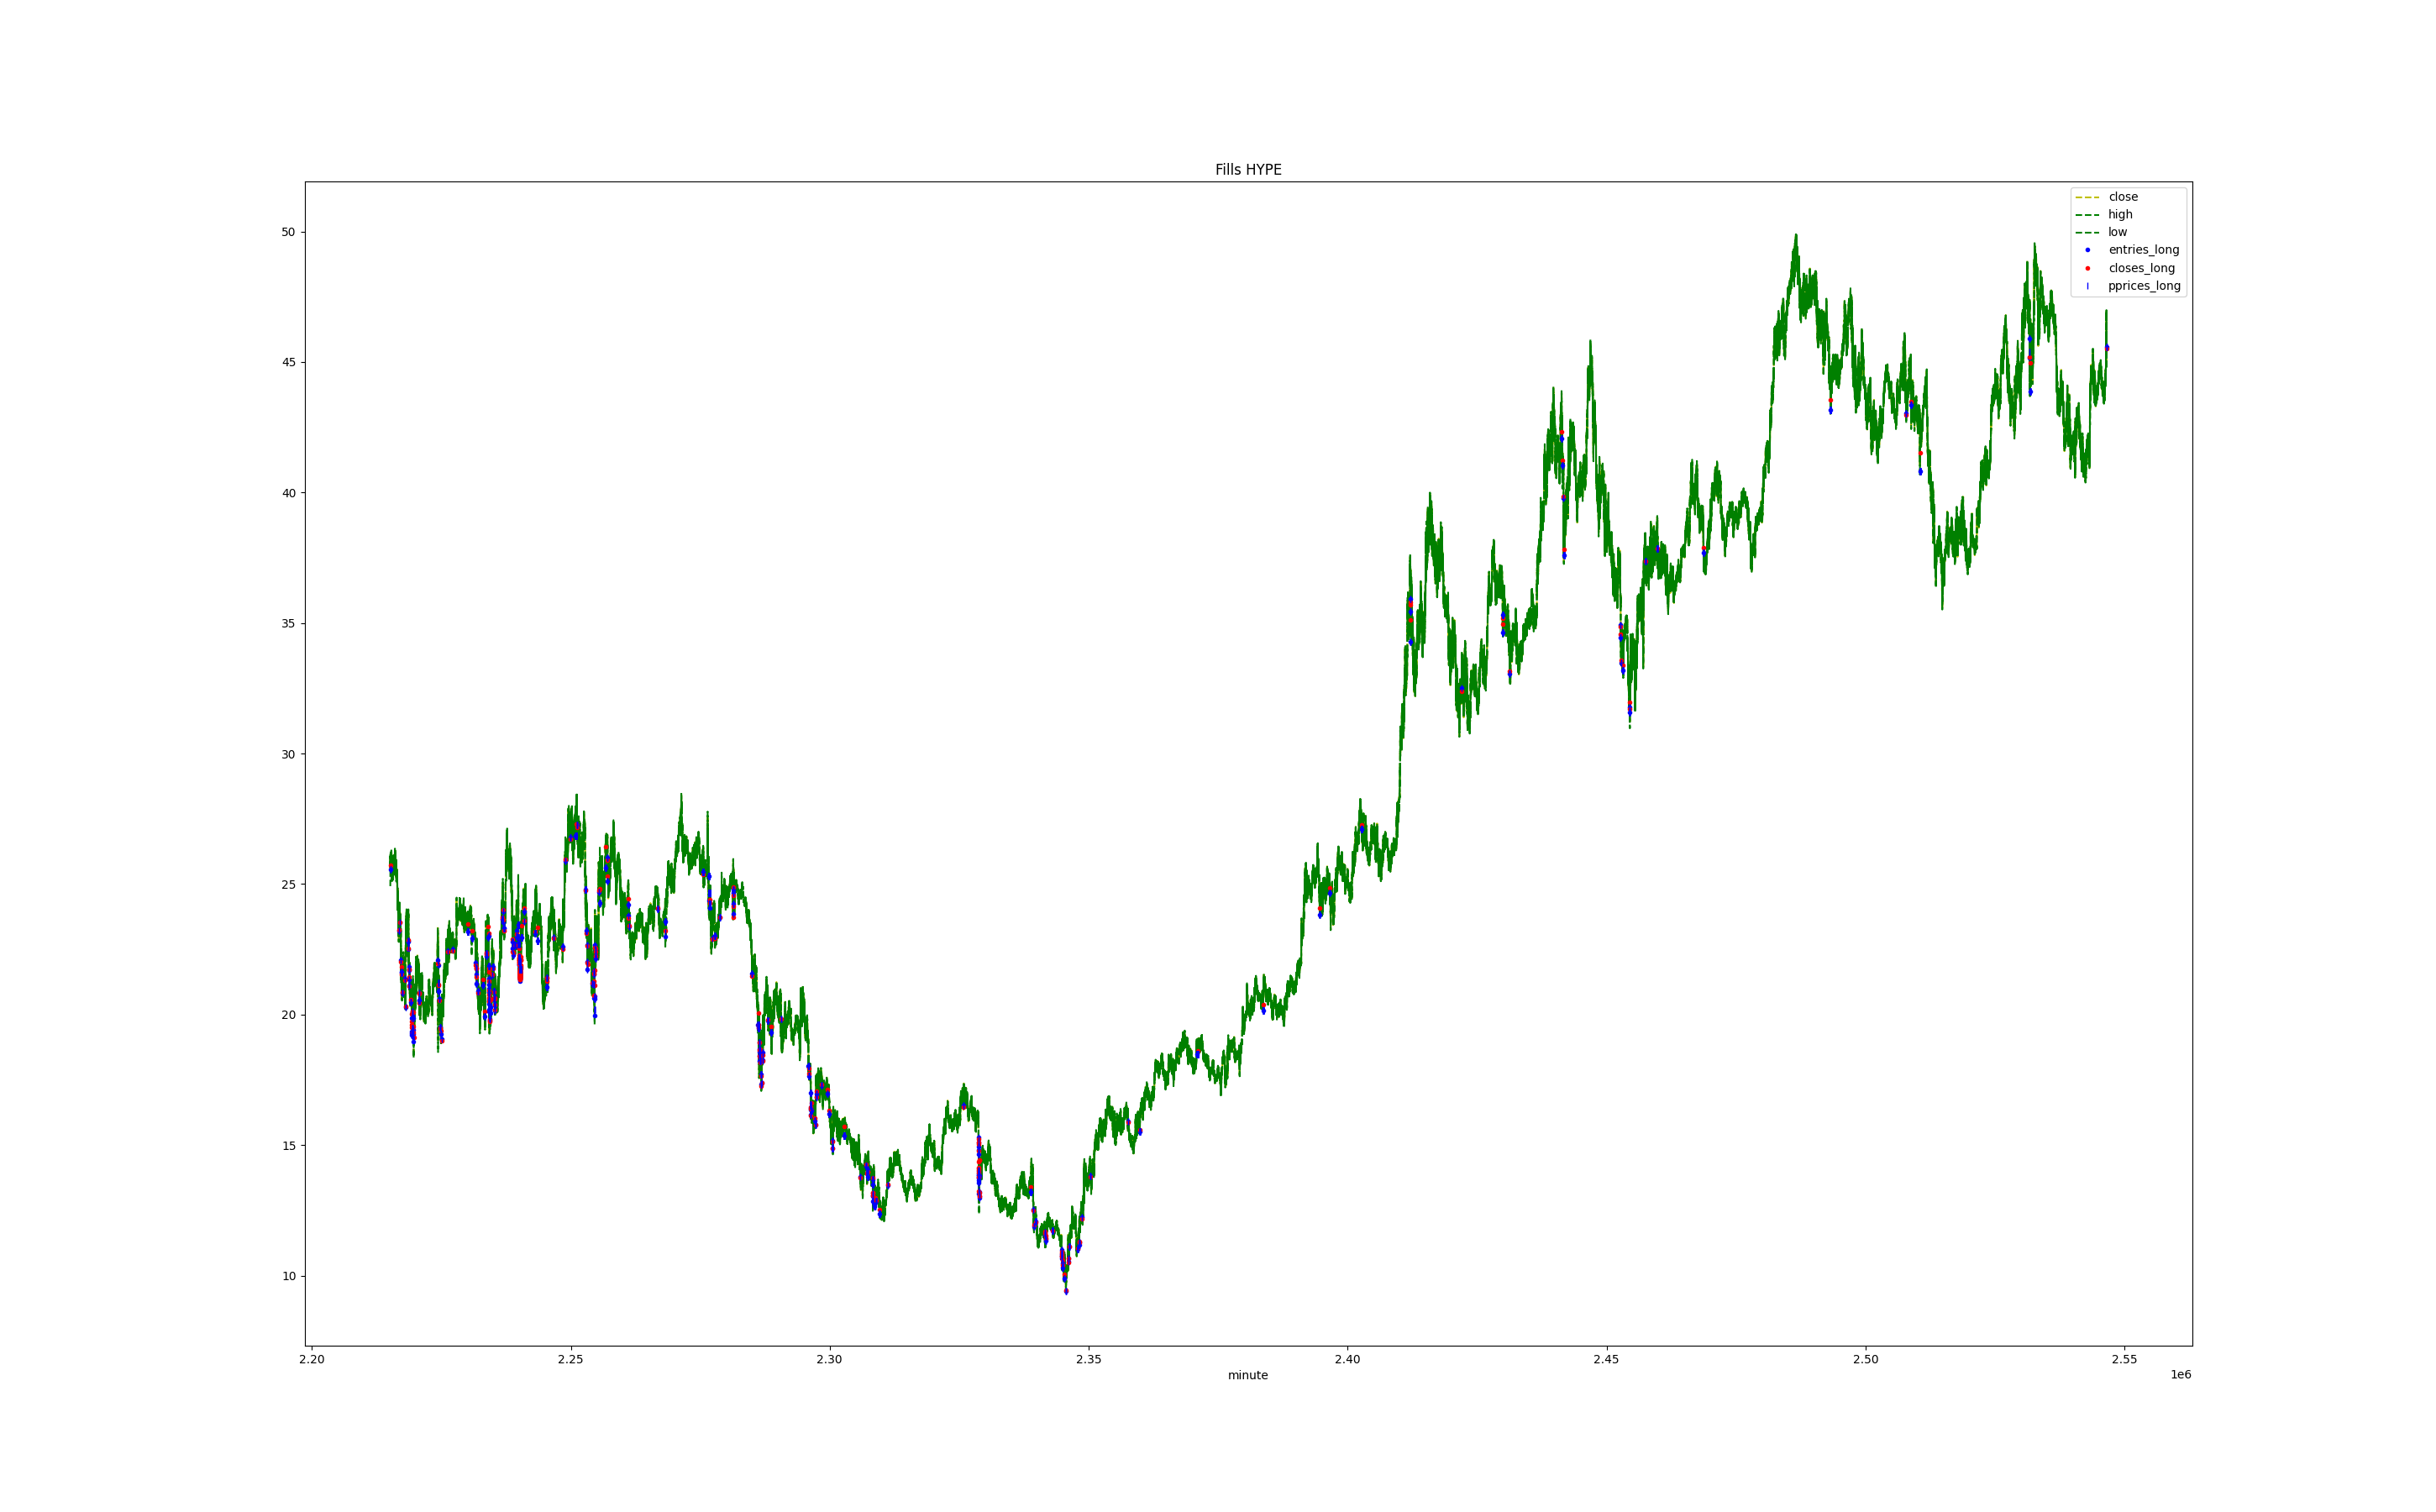 Fills HYPE
close
high
low
entries_long
closes_long
pprices_long
50
45
40
35
30
25
20
15
10
2.20 2.25 2.30 2.35 2.40 2.45 2.50 2.55
minute
1e6